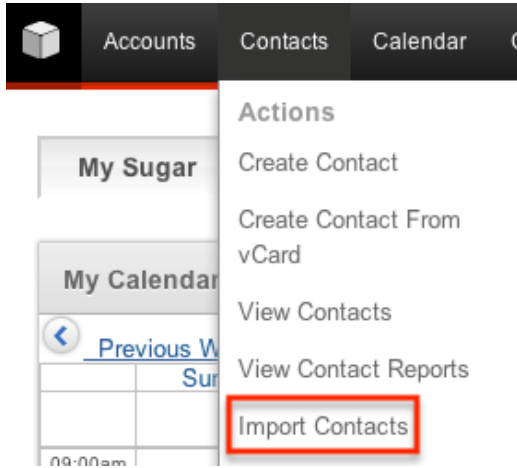 Accounts Contacts Calendar
Actions
My Sugar
Create Contact
Create Contact From
vCard
My Calendar
View Contacts
Previous W
View Contact Reports
Sun
Import Contacts
09:00am